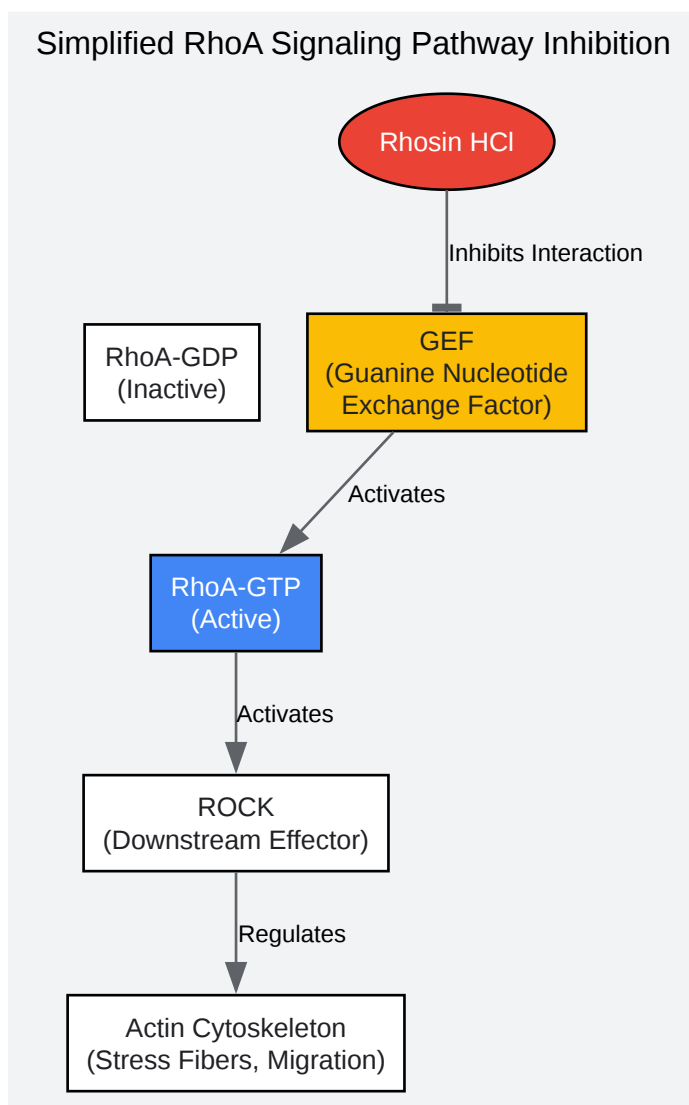 Simplified RhoA Signaling Pathway Inhibition
Rhosin HCl
Inhibits Interaction
RhoA-GDP
(Inactive)
GEF
(Guanine Nucleotide
Exchange Factor)
Activates
RhoA-GTP
(Active)
Activates
ROCK
(Downstream Effector)
Regulates
Actin Cytoskeleton
(Stress Fibers, Migration)